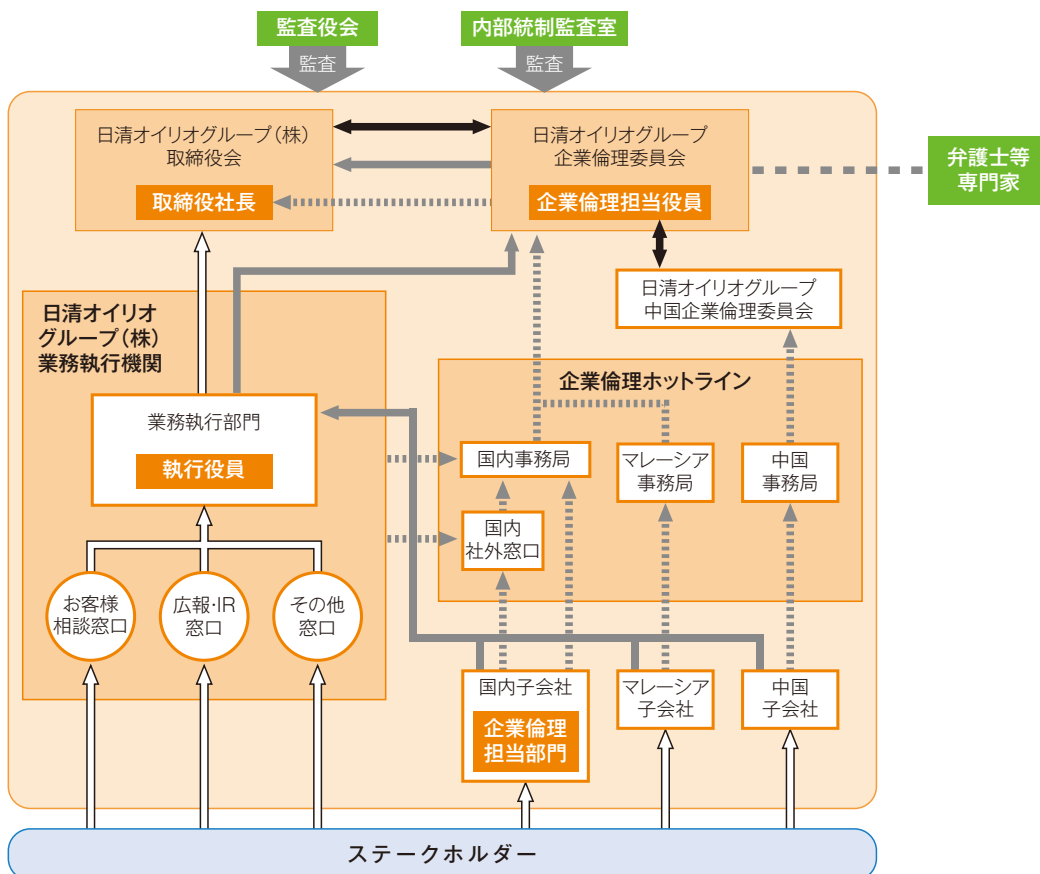 監査役会
内部統制監査室
監査
監査
日清オイリオグループ(株)
取締役会
取締役社長
日清オイリオグループ
企業倫理委員会
企業倫理担当役員
弁護士等
専門家
日清オイリオグループ
中国企業倫理委員会
日清オイリオ
グループ(株)
業務執行機関
業務執行部門
執行役員
お客様
相談窓口
広報・IR
窓口
その他
窓口
企業倫理ホットライン
国内事務局
マレーシア
事務局
中国
事務局
国内
社外窓口
国内子会社
企業倫理
担当部門
マレーシア
子会社
中国
子会社
ステークホルダー